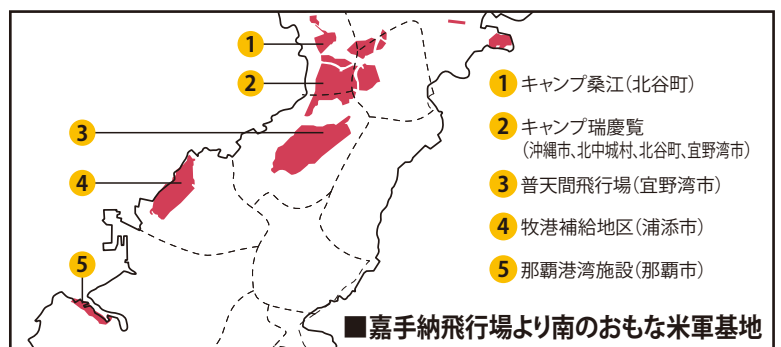 1
2
3
4
5
1 キャンプ桑江(北谷町)
2 キャンプ瑞慶覧
(沖縄市、北中城村、北谷町、宜野湾市)
3 普天間飛行場(宜野湾市)
4 牧港補給地区(浦添市)
5 那覇港湾施設(那覇市)
■嘉手納飛行場より南のおもな米軍基地